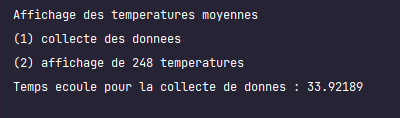 Affichage des temperatures moyennes
(1) collecte des donnees
(2) affichage de 248 temperatures
Temps ecoule pour la collecte de donnes : 33.92189